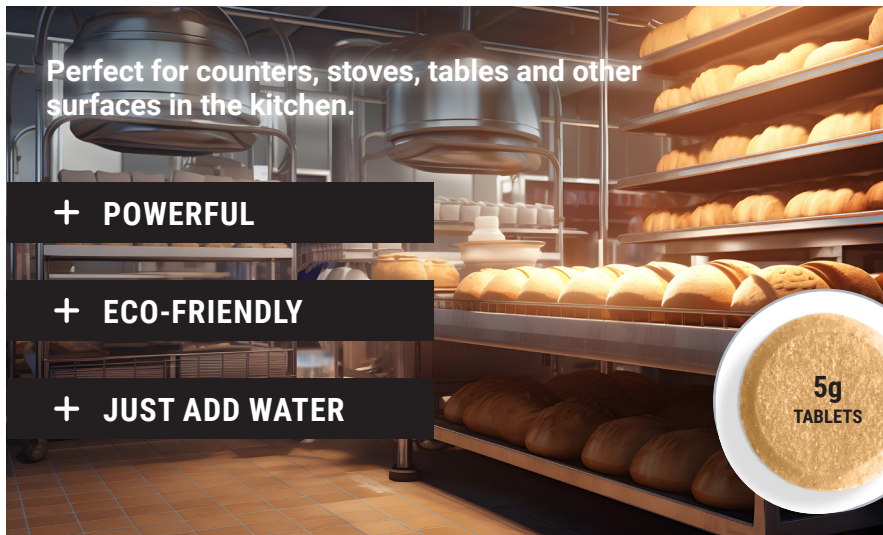 Perfect for counters, stoves, tables and other
surfaces in the kitchen.
+ POWERFUL
+ ECO-FRIENDLY
+ JUST ADD WATER
5g
TABLETS